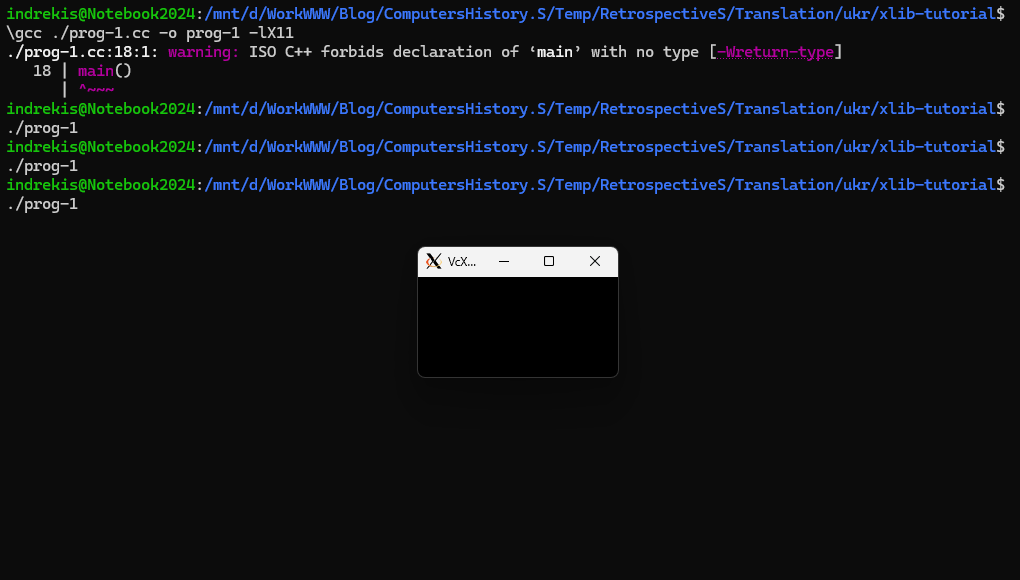 indrekis@Notebook2024:/mnt/d/WorkWWW/Blog/ComputersHistory.S/Temp/RetrospectiveS/Translation/ukr/xlib-tutorial$
\gcc ./prog-1.cc -o prog-1 -lX11
./prog-1.cc:18:1: warning: ISO C++ forbids declaration of ‘main’ with no type [-Wreturn-type]
   18 | main()
      | ^~~~
indrekis@Notebook2024:/mnt/d/WorkWWW/Blog/ComputersHistory.S/Temp/RetrospectiveS/Translation/ukr/xlib-tutorial$
./prog-1
indrekis@Notebook2024:/mnt/d/WorkWWW/Blog/ComputersHistory.S/Temp/RetrospectiveS/Translation/ukr/xlib-tutorial$
./prog-1
indrekis@Notebook2024:/mnt/d/WorkWWW/Blog/ComputersHistory.S/Temp/RetrospectiveS/Translation/ukr/xlib-tutorial$
./prog-1
VcX...